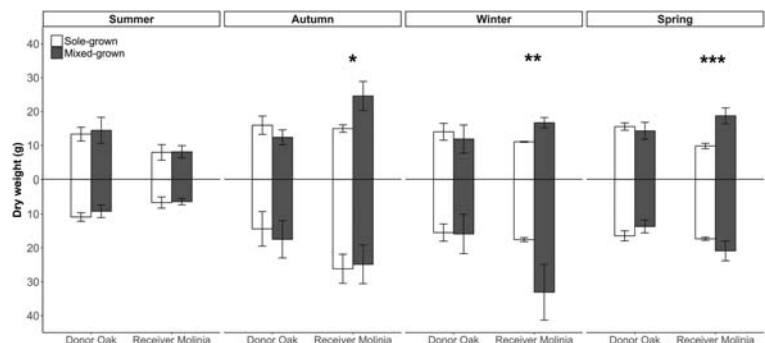 Summer Autumn Winter Spring
Sole-grown
Mixed-grown
* ** ***
Dry weight (g)
40
30
20
10
0
10
20
30
40
Donor Oak Receiver Molinia Donor Oak Receiver Molinia Donor Oak Receiver Molinia Donor Oak Receiver Molinia